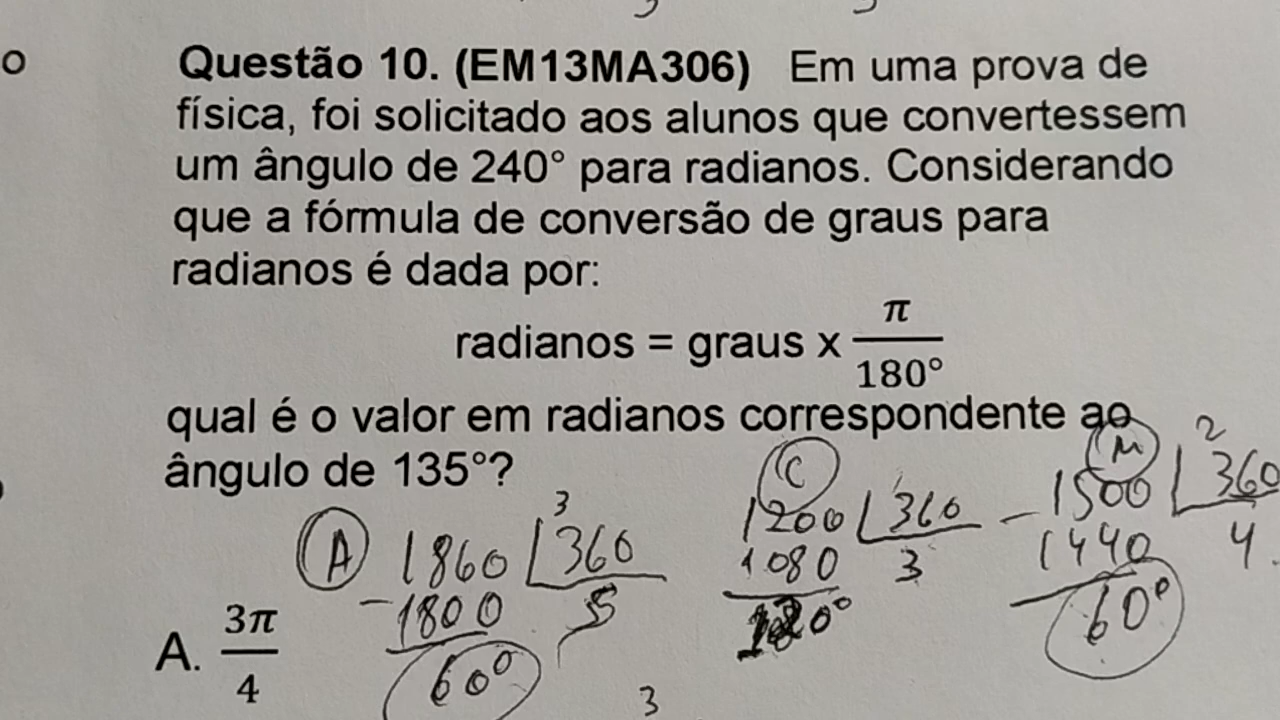 o
Questão 10. (EM13MA306) Em uma prova de
física, foi solicitado aos alunos que convertessem
um ângulo de 240° para radianos. Considerando
que a fórmula de conversão de graus para
radianos é dada por:
radianos = graus x π/180°
qual é o valor em radianos correspondente ao
ângulo de 135°?
A 1860 | 360
3
- 1800 5
60°
C 1200 | 360
1080 3
120°
M - 1500 | 360
2
1440 4
60°
A. 3π/4
3